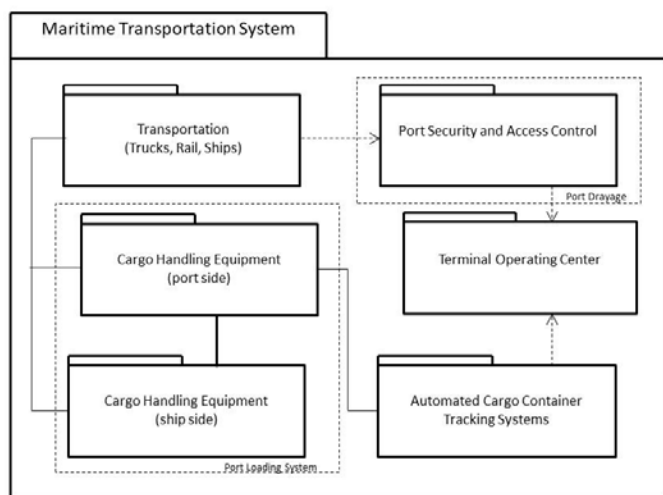 Maritime Transportation System
Transportation
(Trucks, Rail, Ships)
Port Security and Access Control
Port Drayage
Cargo Handling Equipment
(port side)
Terminal Operating Center
Cargo Handling Equipment
(ship side)
Automated Cargo Container
Tracking Systems
Port Loading System